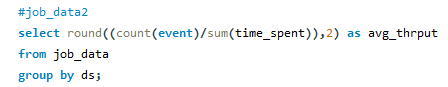 #job_data2
select round((count(event)/sum(time_spent)),2) as avg_thrput
from job_data
group by ds;